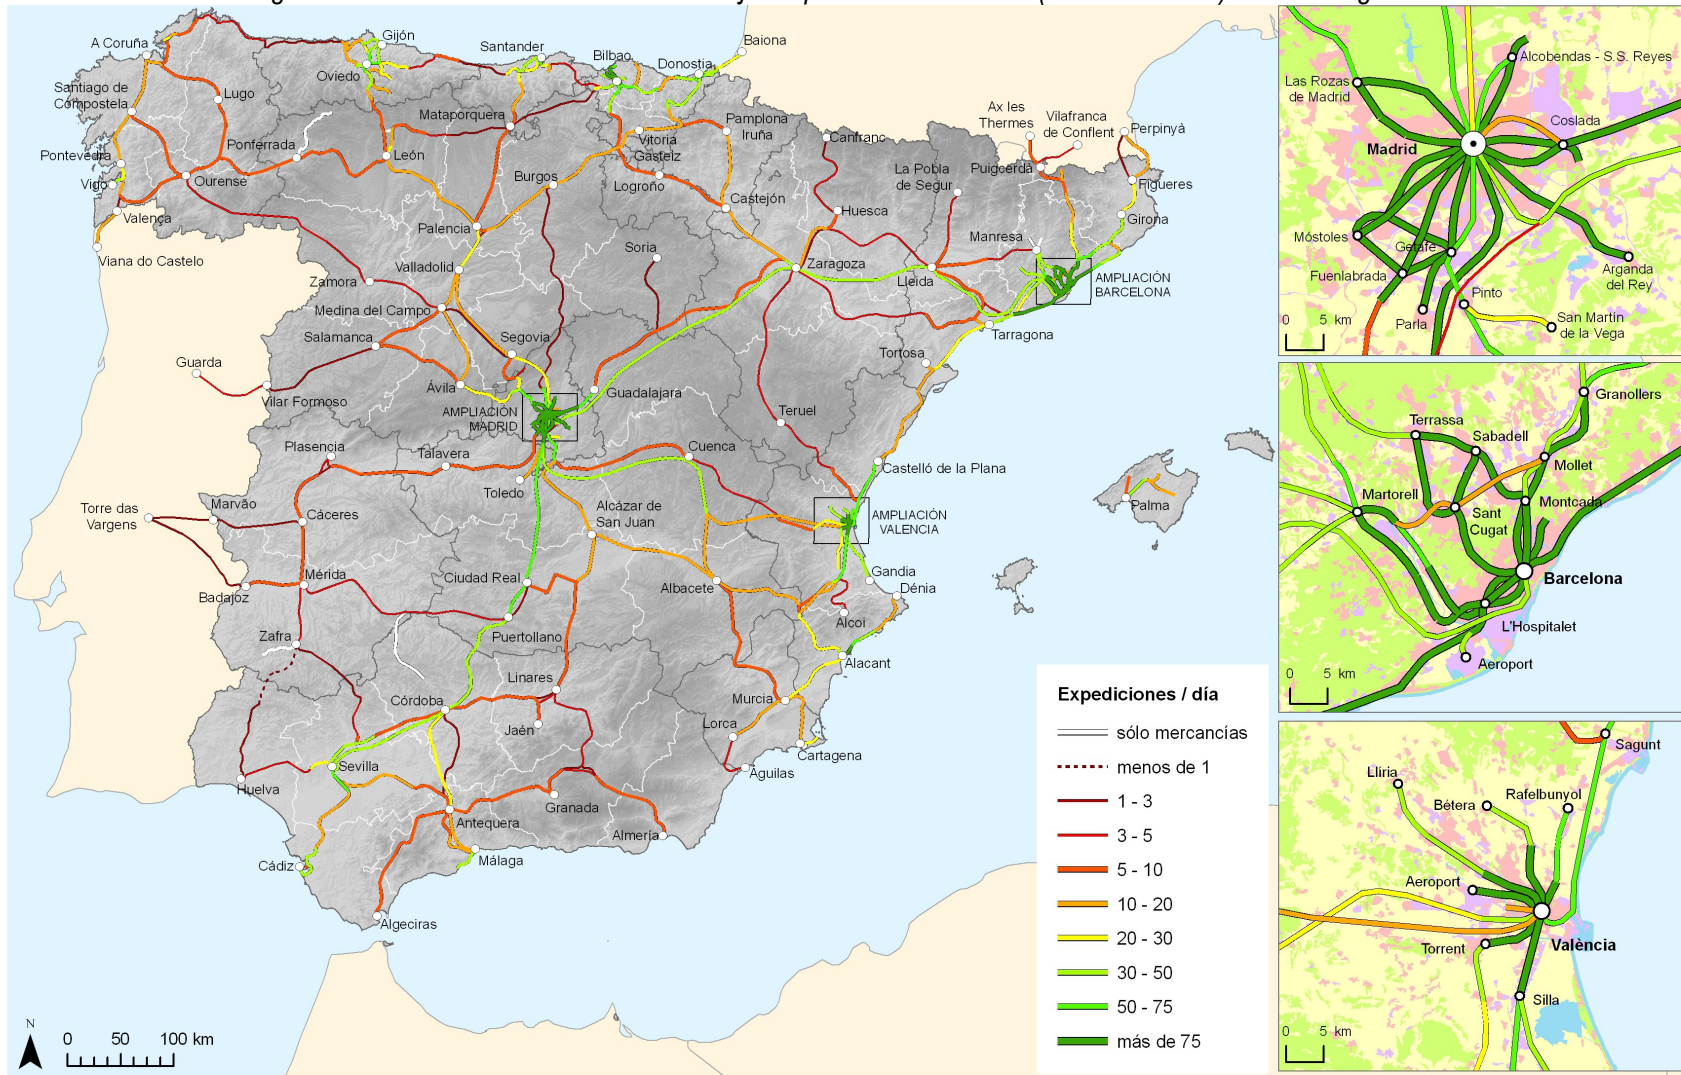 A Coruña
Gijón
Santander
Bilbao
Donostia
Baiona
Oviedo
Santiago de
Compostela
Lugo
Mataporquera
Pamplona
Iruña
Canfranc
Ax les
Thermes
Vilafranca
de Conflent
Perpinyà
Pontevedra
Ponferrada
León
Vitoria
Gasteiz
Vigo
Ourense
Burgos
Logroño
La Pobla
de Segur
Puigcerdà
Figueres
Valença
Castejón
Huesca
Girona
Palencia
Manresa
Viana do Castelo
Soria
Valladolid
Zaragoza
Lleida
AMPLIACIÓN
BARCELONA
Zamora
Medina del Campo
Salamanca
Segovia
Tarragona
Guarda
Tortosa
Ávila
Guadalajara
Vilar Formoso
AMPLIACIÓN
MADRID
Teruel
Plasencia
Talavera
Cuenca
Castelló de la Plana
Toledo
Torre das
Vargens
Marvão
Cáceres
Alcázar de
San Juan
AMPLIACIÓN
VALENCIA
Palma
Mérida
Ciudad Real
Albacete
Gandia
Dénia
Badajoz
Alcoi
Zafra
Puertollano
Alacant
Linares
Córdoba
Murcia
Jaén
Lorca
Cartagena
Sevilla
Águilas
Huelva
Granada
Antequera
Almería
Cádiz
Málaga
Algeciras
N
0 50 100 km
Expediciones / día
sólo mercancías
menos de 1
1 - 3
3 - 5
5 - 10
10 - 20
20 - 30
30 - 50
50 - 75
más de 75
Alcobendas - S.S. Reyes
Las Rozas
de Madrid
Coslada
Madrid
Móstoles
Getafe
Fuenlabrada
Arganda
del Rey
Pinto
Parla
San Martín
de la Vega
0 5 km
Granollers
Terrassa
Sabadell
Mollet
Martorell
Montcada
Sant
Cugat
Barcelona
L'Hospitalet
Aeroport
0 5 km
Sagunt
Llíria
Bétera
Rafelbunyol
Aeroport
Torrent
València
Silla
0 5 km